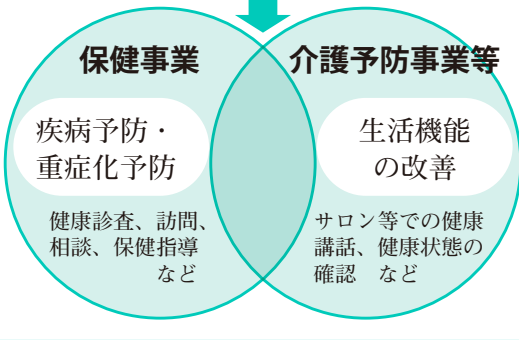 保健事業
疾病予防・
重症化予防
健康診査、訪問、
相談、保健指導
など
介護予防事業等
生活機能
の改善
サロン等での健康
講話、健康状態の
確認　など